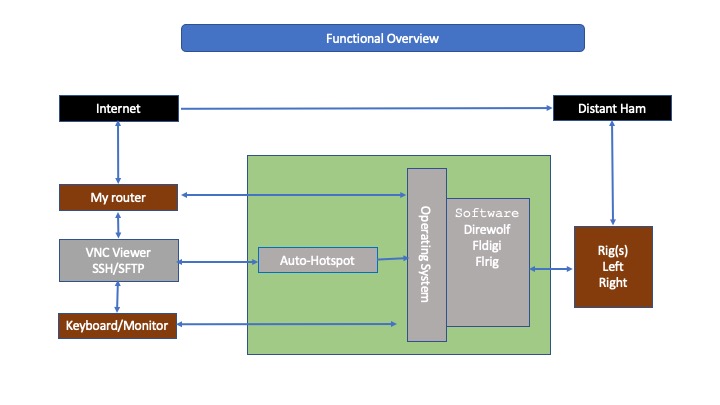 Functional Overview
Internet
Distant Ham
My router
VNC Viewer
SSH/SFTP
Keyboard/Monitor
Auto-Hotspot
Operating System
Software
Direwolf
Fldigi
Flrig
Rig(s)
Left
Right